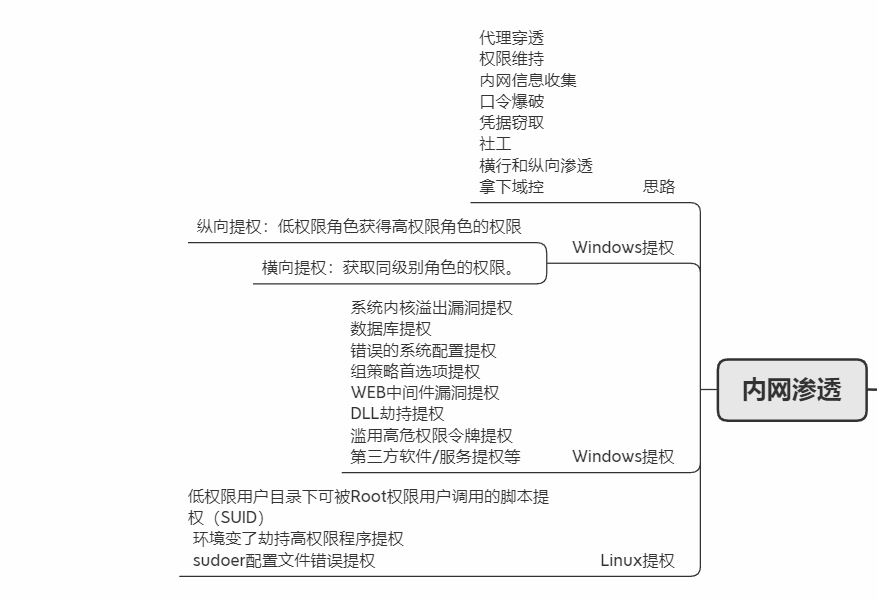 代理穿透
权限维持
内网信息收集
口令爆破
凭据窃取
社工
横行和纵向渗透
拿下域控
思路
纵向提权：低权限角色获得高权限角色的权限
横向提权：获取同级别角色的权限。
Windows提权
系统内核溢出漏洞提权
数据库提权
错误的系统配置提权
组策略首选项提权
WEB中间件漏洞提权
DLL劫持提权
滥用高危权限令牌提权
第三方软件/服务提权等
Windows提权
内网渗透
低权限用户目录下可被Root权限用户调用的脚本提
权（SUID）
环境变了劫持高权限程序提权
sudoer配置文件错误提权
Linux提权